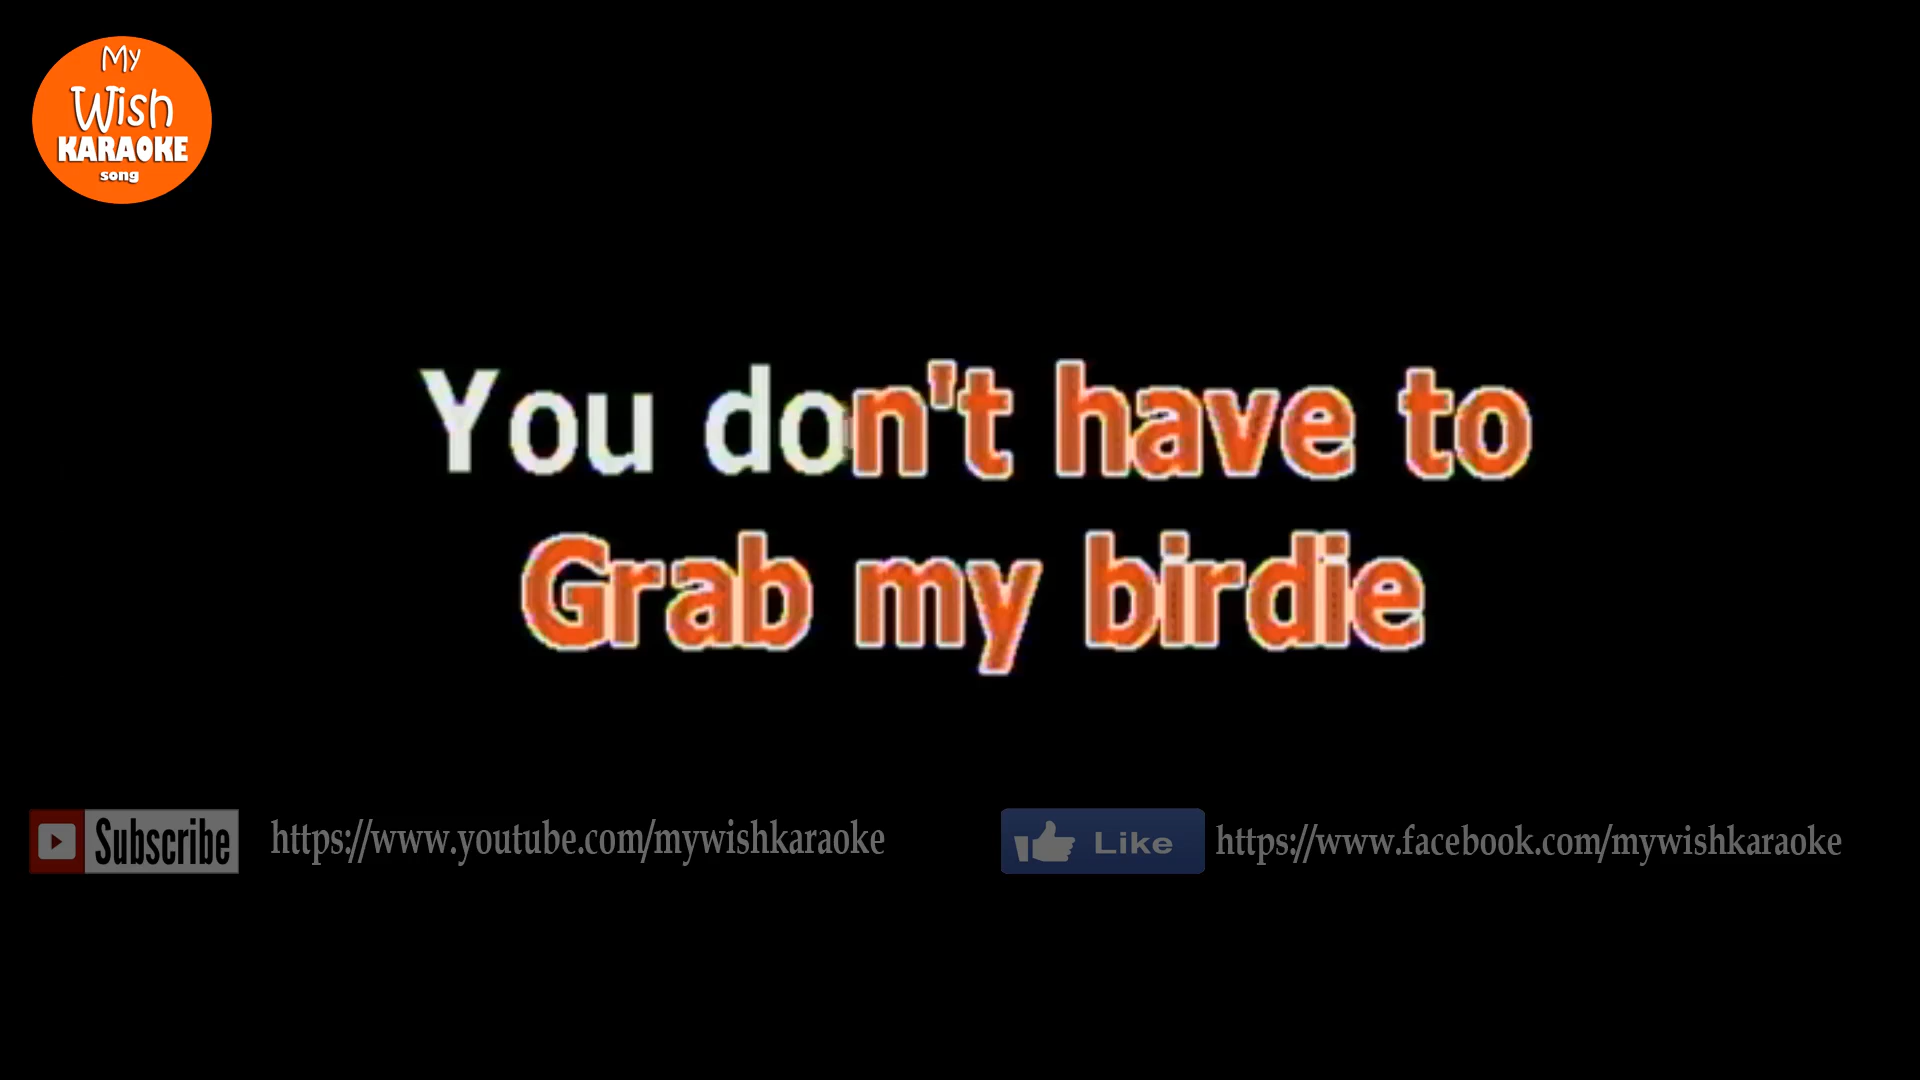 My
Wish
KARAOKE
song
You don't have to
Grab my birdie
Subscribe https://www.youtube.com/mywishkaraoke
Like https://www.facebook.com/mywishkaraoke